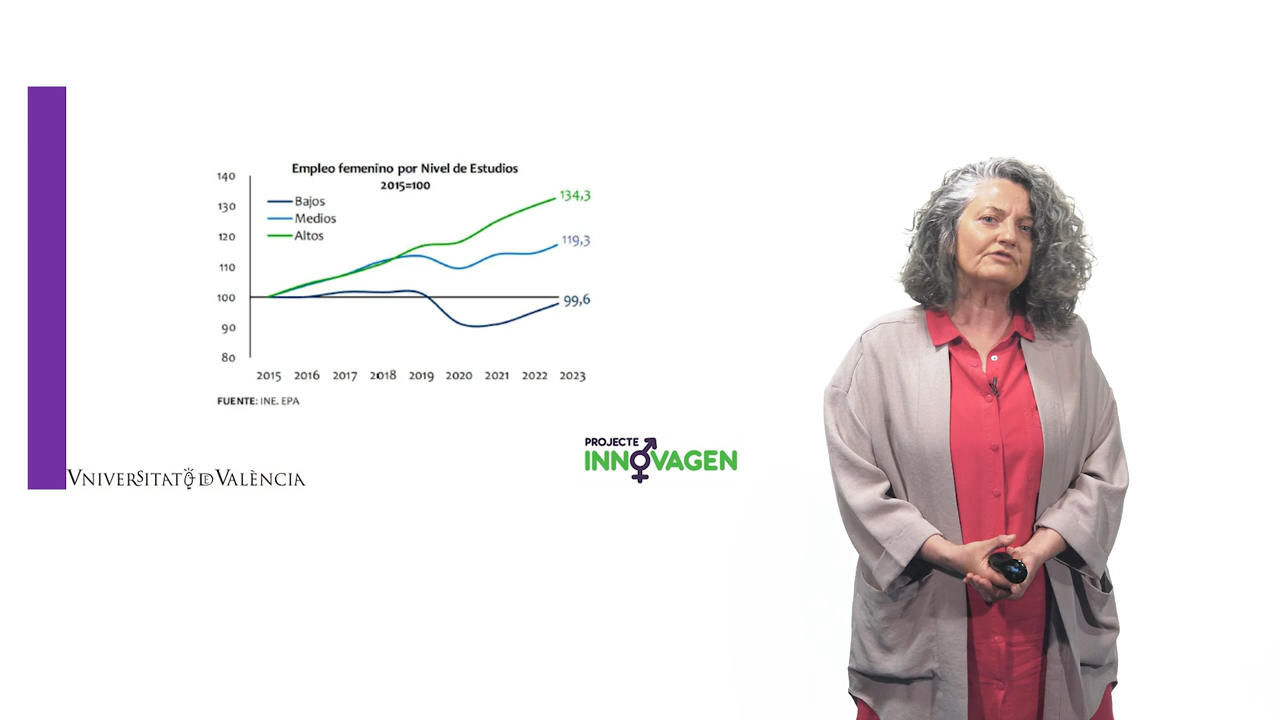 Empleo femenino por Nivel de Estudios
2015=100
140
130
120
110
100
90
80
Bajos
Medios
Altos
134,3
119,3
99,6
2015 2016 2017 2018 2019 2020 2021 2022 2023
FUENTE: INE. EPA
PROJECTE
INNOVAGEN
VNIVERSITAT DE VALÈNCIA